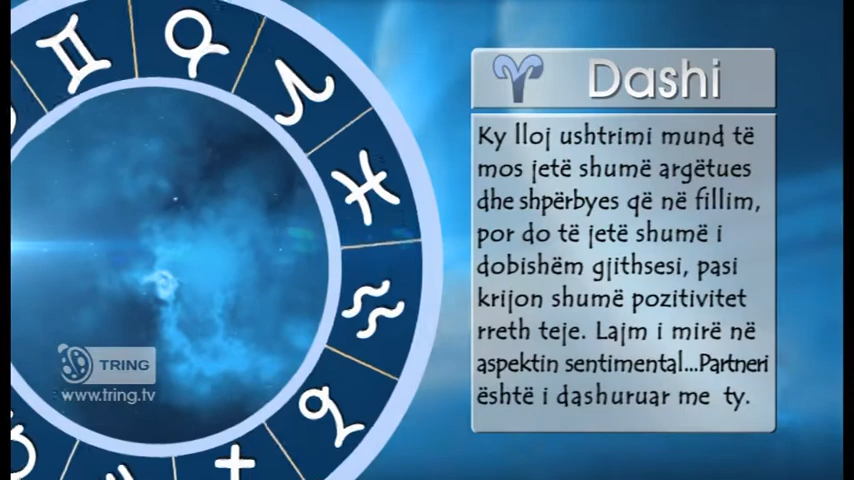 Dashi
Ky lloj ushtrimi mund të
mos jetë shumë argëtues
dhe shpërbyes që në fillim,
por do të jetë shumë i
dobishëm gjithsesi, pasi
krijon shumë pozitivitet
rreth teje. Lajm i mirë në
aspektin sentimental...Partneri
është i dashuruar me ty.
TRING
www.tring.tv